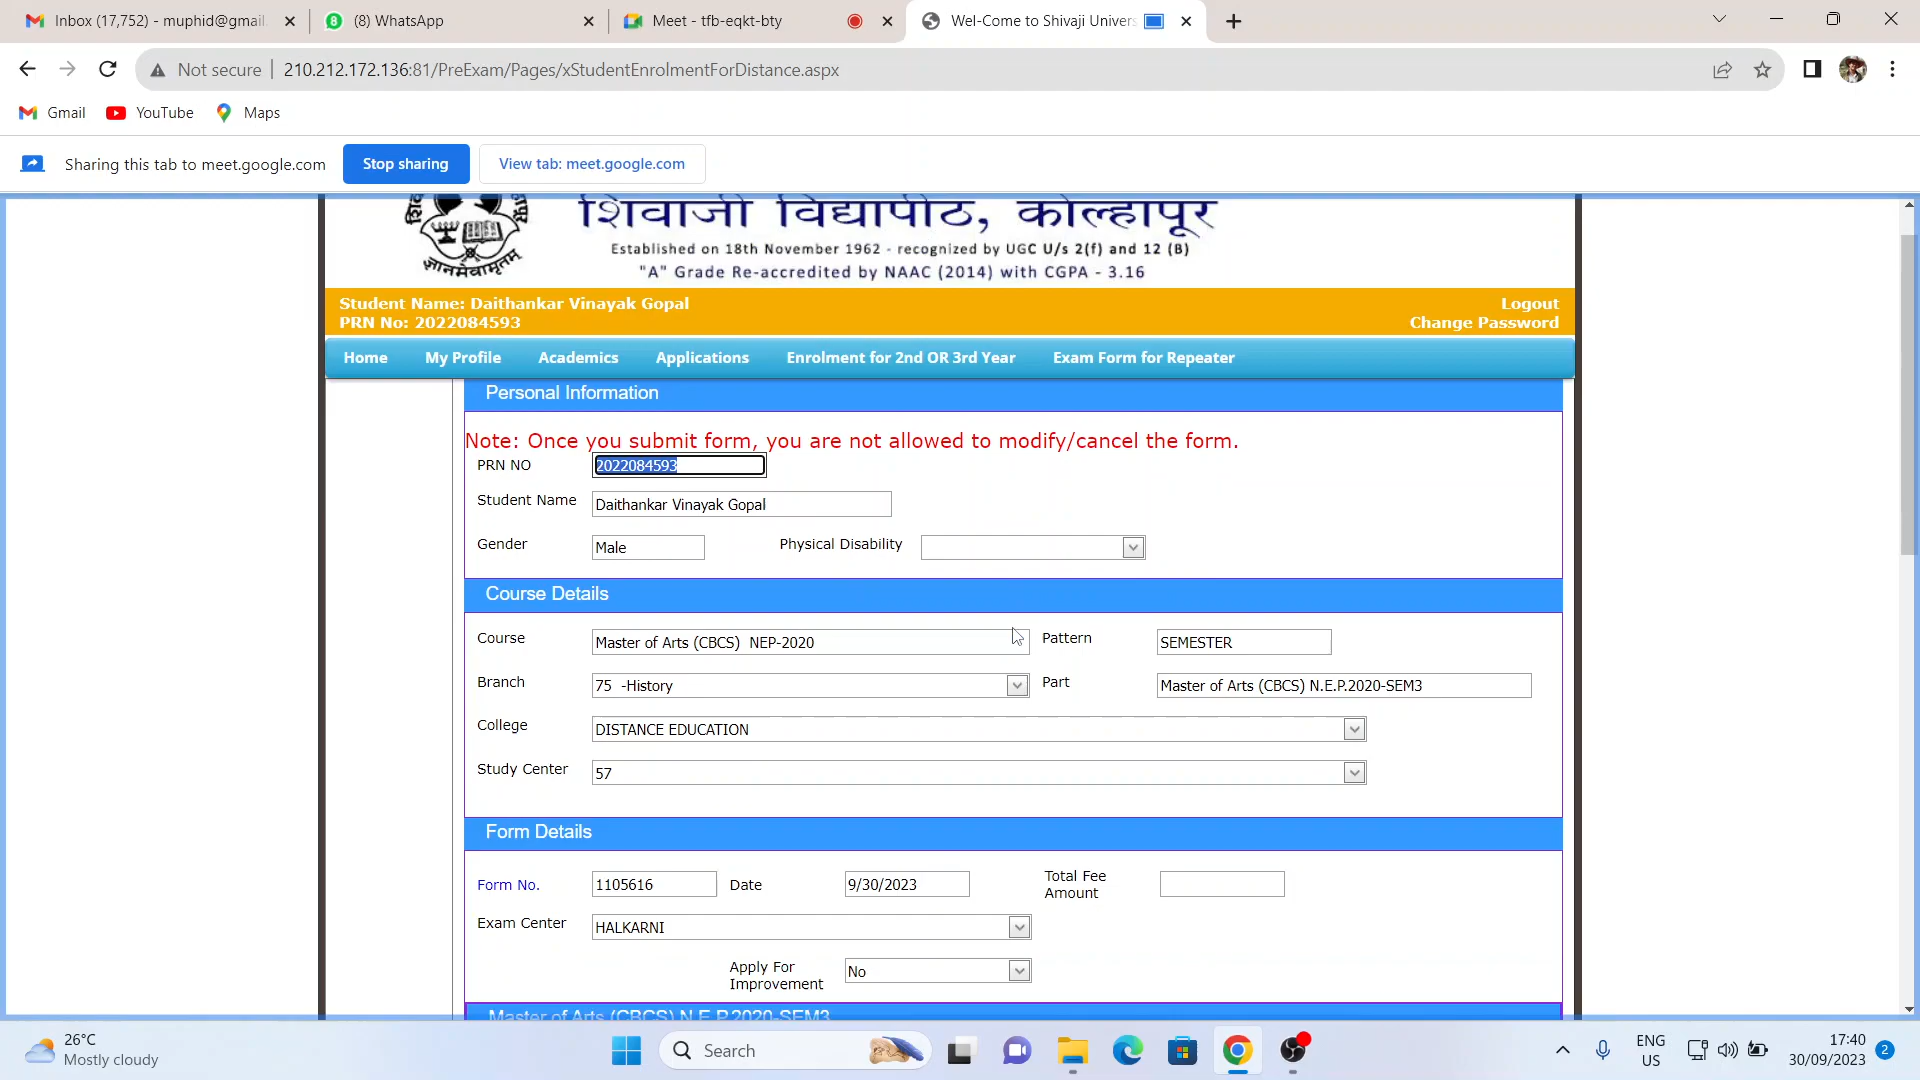 Inbox (17,752) - muphid@gmail.
(8) WhatsApp
Meet - tfb-eqkt-bty
Wel-Come to Shivaji Univers
Not secure
210.212.172.136:81/PreExam/Pages/xStudentEnrolmentForDistance.aspx
Gmail
YouTube
Maps
Sharing this tab to meet.google.com
Stop sharing
View tab: meet.google.com
शिवाजी विद्यापीठ, कोल्हापूर
Established on 18th November 1962 - recognized by UGC U/s 2(f) and 12 (B)
"A" Grade Re-accredited by NAAC (2014) with CGPA - 3.16
ज्ञानमेवामृतम्
Student Name: Daithankar Vinayak Gopal
Logout
PRN No: 2022084593
Change Password
Home
My Profile
Academics
Applications
Enrolment for 2nd OR 3rd Year
Exam Form for Repeater
Personal Information
Note: Once you submit form, you are not allowed to modify/cancel the form.
PRN NO
2022084593
Student Name
Daithankar Vinayak Gopal
Gender
Male
Physical Disability
Course Details
Course
Master of Arts (CBCS) NEP-2020
Pattern
SEMESTER
Branch
75 -History
Part
Master of Arts (CBCS) N.E.P.2020-SEM3
College
DISTANCE EDUCATION
Study Center
57
Form Details
Form No.
1105616
Date
9/30/2023
Total Fee
Amount
Exam Center
HALKARNI
Apply For
Improvement
No
Master of Arts (CBCS) N.E.P.2020-SEM3
26°C
Mostly cloudy
Search
ENG
US
17:40
30/09/2023
2